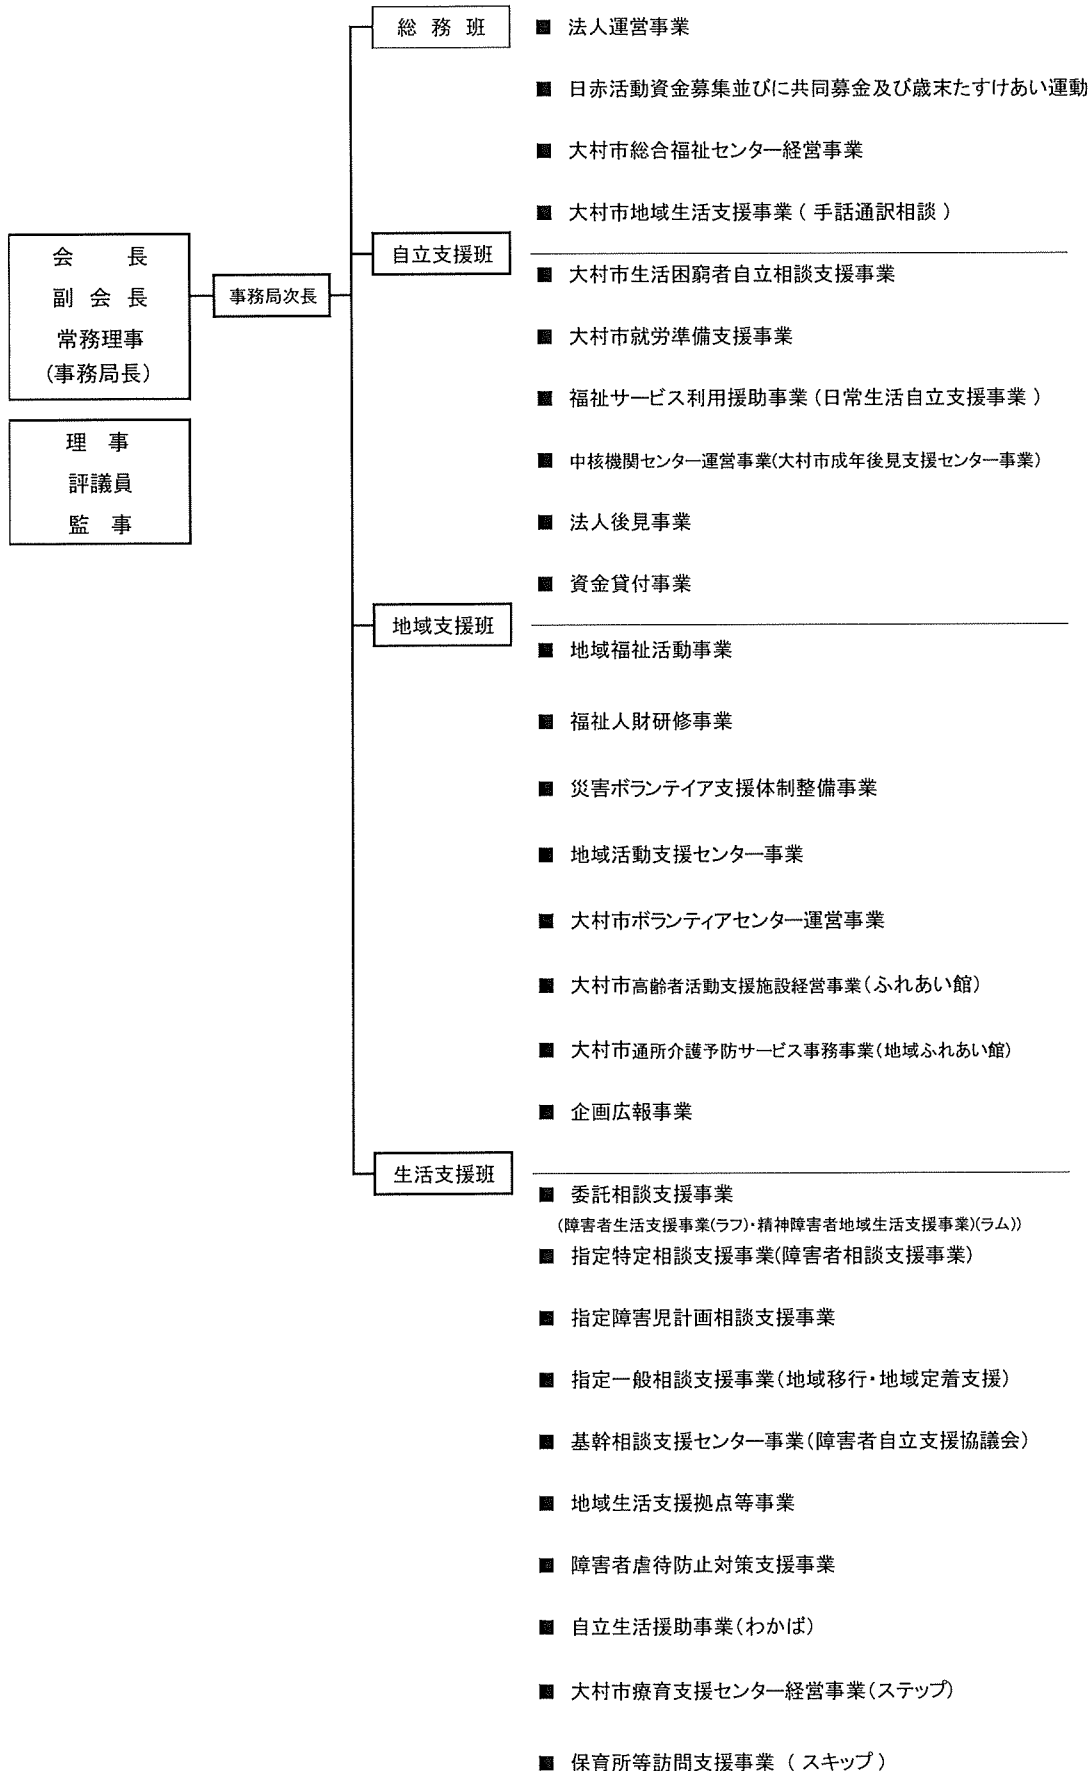 会 長
副 会 長
常務理事
(事務局長)
理 事
評議員
監 事
事務局次長
総 務 班
■ 法人運営事業
■ 日赤活動資金募集並びに共同募金及び歳末たすけあい運動
■ 大村市総合福祉センター経営事業
■ 大村市地域生活支援事業 ( 手話通訳相談 )
自立支援班
■ 大村市生活困窮者自立相談支援事業
■ 大村市就労準備支援事業
■ 福祉サービス利用援助事業 (日常生活自立支援事業 )
■ 中核機関センター運営事業(大村市成年後見支援センター事業)
■ 法人後見事業
■ 資金貸付事業
地域支援班
■ 地域福祉活動事業
■ 福祉人財研修事業
■ 災害ボランテイア支援体制整備事業
■ 地域活動支援センター事業
■ 大村市ボランティアセンター運営事業
■ 大村市高齢者活動支援施設経営事業(ふれあい館)
■ 大村市通所介護予防サービス事務事業(地域ふれあい館)
■ 企画広報事業
生活支援班
■ 委託相談支援事業
(障害者生活支援事業(ラフ)・精神障害者地域生活支援事業)(ラム))
■ 指定特定相談支援事業(障害者相談支援事業)
■ 指定障害児計画相談支援事業
■ 指定一般相談支援事業(地域移行・地域定着支援)
■ 基幹相談支援センター事業(障害者自立支援協議会)
■ 地域生活支援拠点等事業
■ 障害者虐待防止対策支援事業
■ 自立生活援助事業(わかば)
■ 大村市療育支援センター経営事業(ステップ)
■ 保育所等訪問支援事業 ( スキップ )